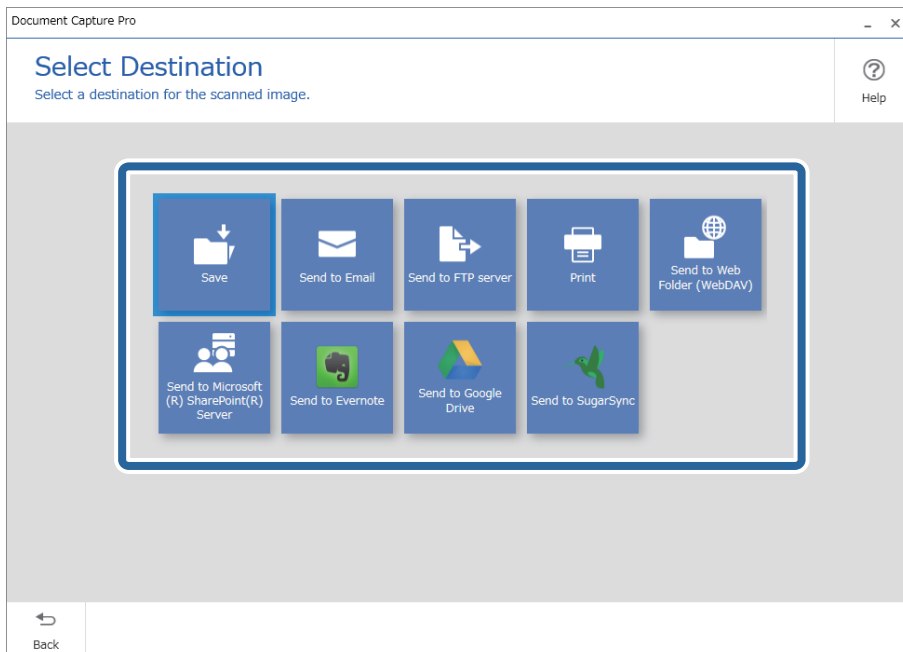 Document Capture Pro
Select Destination
Select a destination for the scanned image.
Help
Save
Send to Email
Send to FTP server
Print
Send to Web
Folder (WebDAV)
Send to Microsoft
(R) SharePoint(R)
Server
Send to Evernote
Send to Google
Drive
Send to SugarSync
Back